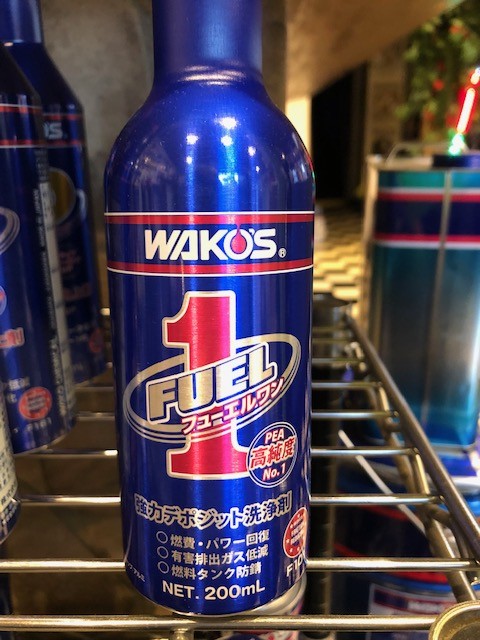 WAKO'S®
1
FUEL
フューエルワン
PEA
高純度
No.1
強力デポジット洗浄剤
○燃費・パワー回復
○有害排出ガス低減
○燃料タンク防錆
NET. 200mL